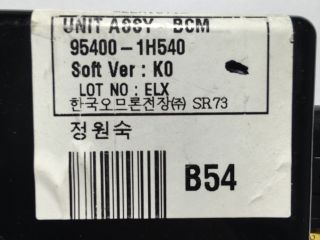 UNIT ASSY - BCM
95400-1H540
Soft Ver : K0
LOT NO : ELX
한국오므론전장㈜ SR73
정원숙
B54